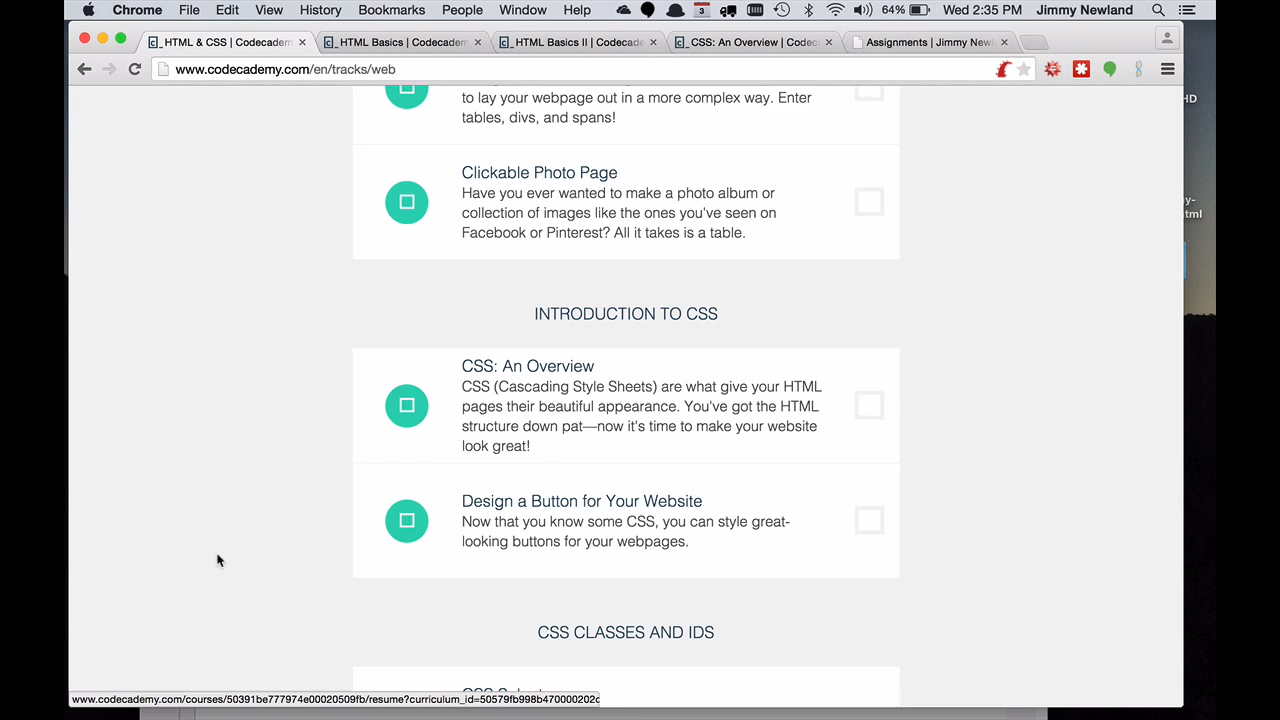 Chrome File Edit View History Bookmarks People Window Help 3 64% Wed 2:35 PM Jimmy Newland
HTML & CSS | Codecadem
HTML Basics | Codecadem
HTML Basics II | Codecade
CSS: An Overview | Codec
Assignments | Jimmy Newl
www.codecademy.com/en/tracks/web
HD
to lay your webpage out in a more complex way. Enter
tables, divs, and spans!
Clickable Photo Page
Have you ever wanted to make a photo album or
collection of images like the ones you've seen on
Facebook or Pinterest? All it takes is a table.
y-
tml
INTRODUCTION TO CSS
CSS: An Overview
CSS (Cascading Style Sheets) are what give your HTML
pages their beautiful appearance. You've got the HTML
structure down pat—now it's time to make your website
look great!
Design a Button for Your Website
Now that you know some CSS, you can style great-
looking buttons for your webpages.
CSS CLASSES AND IDS
www.codecademy.com/courses/50391be777974e00020509fb/resume?curriculum_id=50579fb998b470000202c